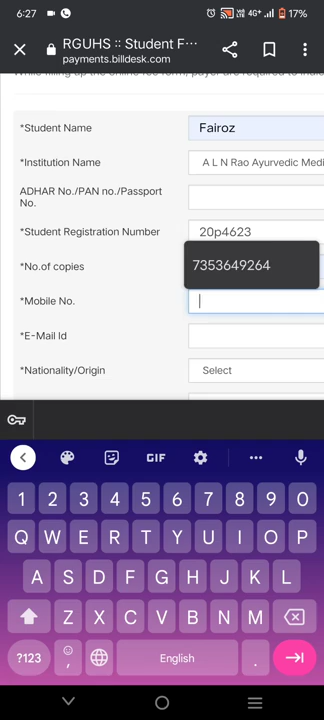 6:27
4G+
17%
RGUHS :: Student F...
payments.billdesk.com
*Student Name
Fairoz
*Institution Name
A L N Rao Ayurvedic Medi
ADHAR No./PAN no./Passport
No.
*Student Registration Number
20p4623
*No.of copies
7353649264
*Mobile No.
*E-Mail Id
*Nationality/Origin
Select
GIF
1 2 3 4 5 6 7 8 9 0
Q W E R T Y U I O P
A S D F G H J K L
Z X C V B N M
?123
,
English
.